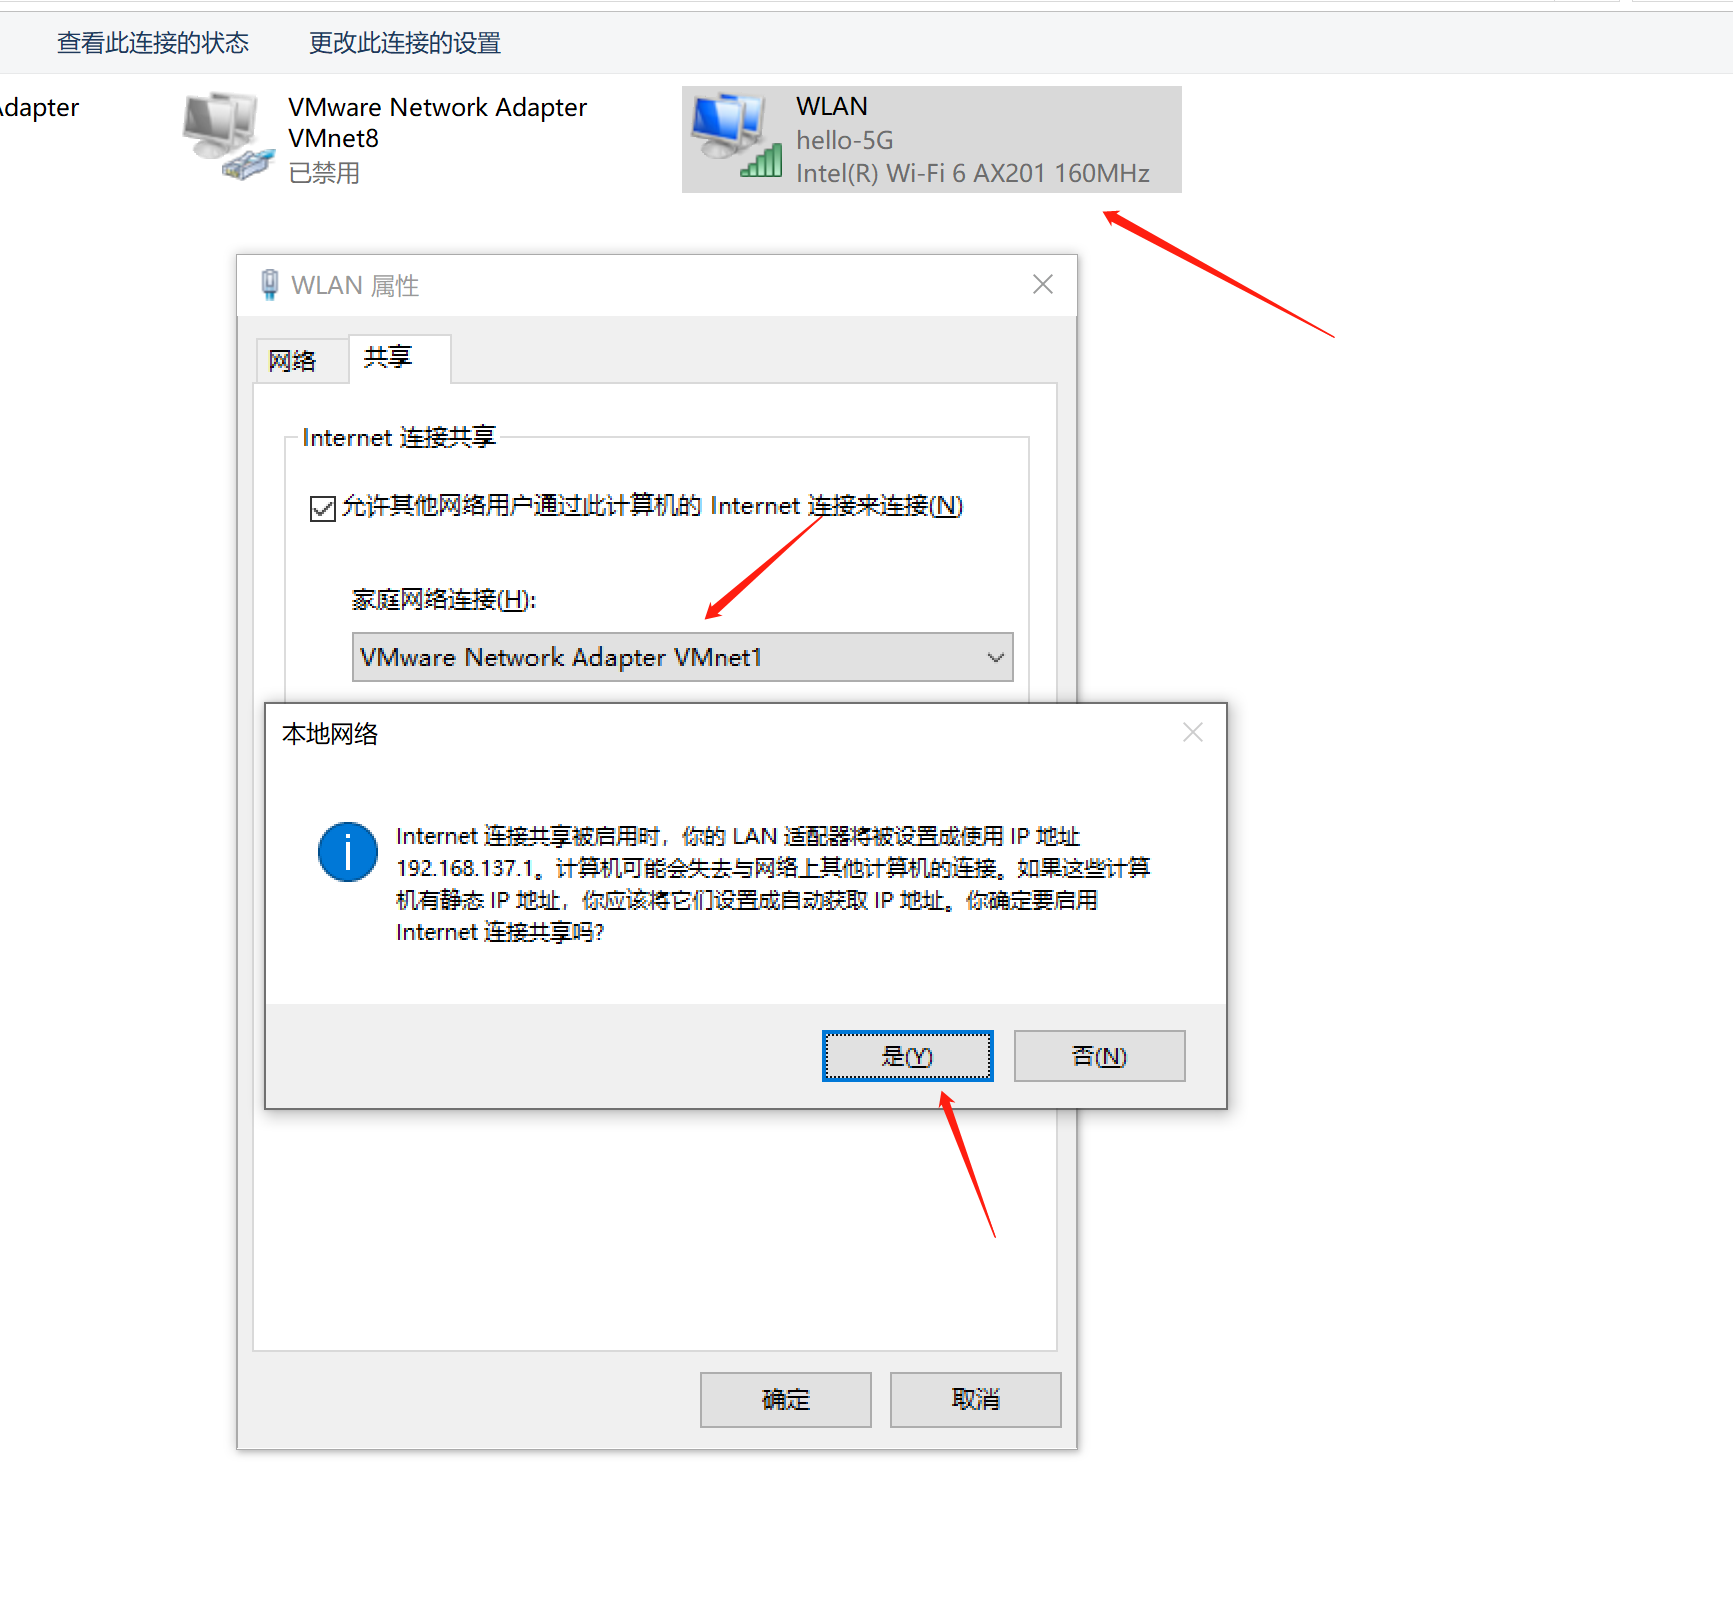 查看此连接的状态
更改此连接的设置
Adapter
VMware Network Adapter
VMnet8
已禁用
WLAN
hello-5G
Intel(R) Wi-Fi 6 AX201 160MHz
WLAN 属性
网络
共享
Internet 连接共享
允许其他网络用户通过此计算机的 Internet 连接来连接(N)
家庭网络连接(H):
VMware Network Adapter VMnet1
本地网络
Internet 连接共享被启用时，你的 LAN 适配器将被设置成使用 IP 地址
192.168.137.1。计算机可能会失去与网络上其他计算机的连接。如果这些计算
机有静态 IP 地址，你应该将它们设置成自动获取 IP 地址。你确定要启用
Internet 连接共享吗?
是(Y)
否(N)
确定
取消